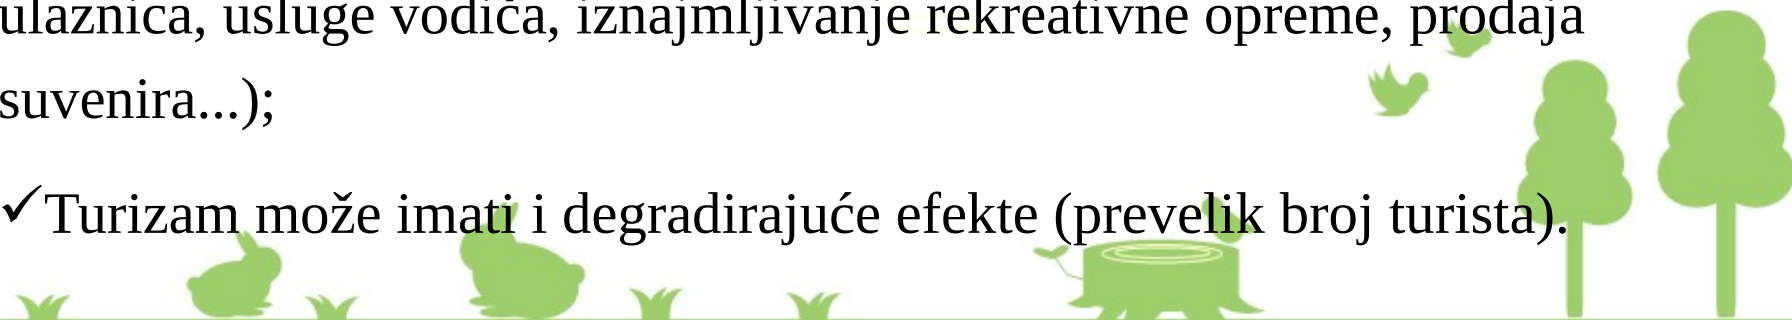 ulaznica, usluge vodiča, iznajmljivanje rekreativne opreme, prodaja
suvenira...);
✓Turizam može imati i degradirajuće efekte (prevelik broj turista).